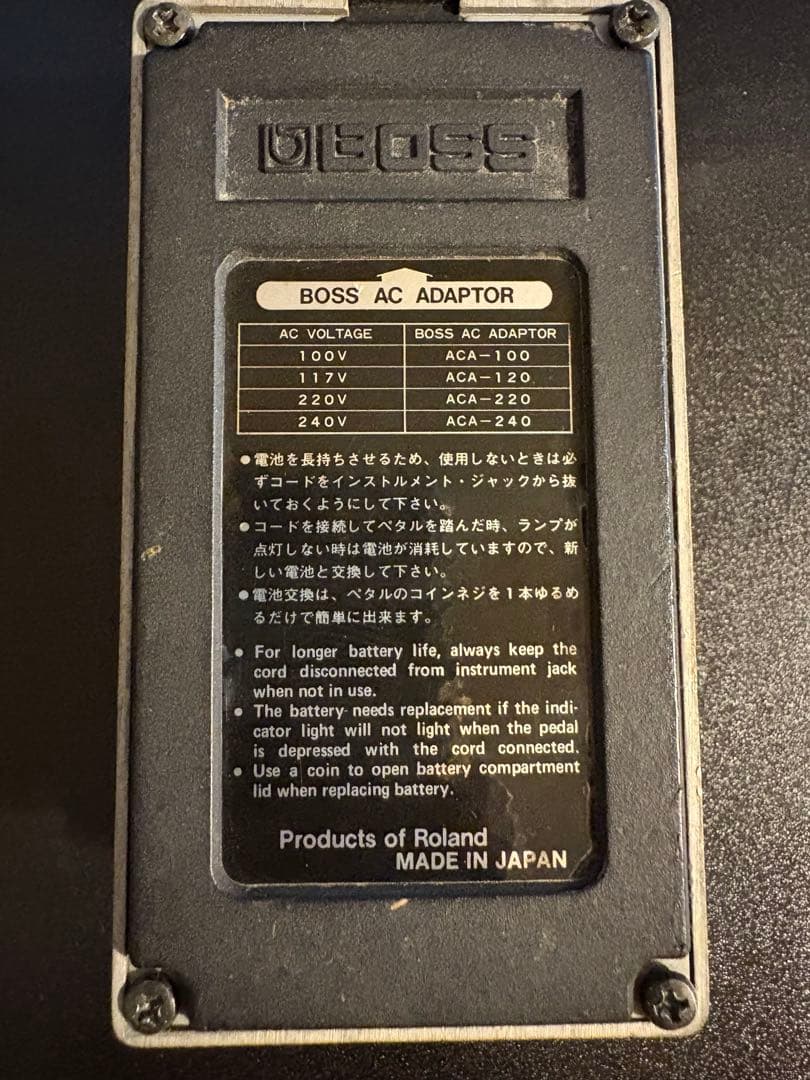 BOSS
BOSS AC ADAPTOR
AC VOLTAGE BOSS AC ADAPTOR
100V ACA-100
117V ACA-120
220V ACA-220
240V ACA-240
●電池を長持ちさせるため、使用しないときは必
ずコードをインストルメント・ジャックから抜
いておくようにして下さい。
●コードを接続してペタルを踏んだ時、ランプが
点灯しない時は電池が消耗していますので、新
しい電池と交換して下さい。
●電池交換は、ペタルのコインネジを1本ゆるめ
るだけで簡単に出来ます。
● For longer battery life, always keep the
cord disconnected from instrument jack
when not in use.
● The battery needs replacement if the indi-
cator light will not light when the pedal
is depressed with the cord connected.
● Use a coin to open battery compartment
lid when replacing battery.
Products of Roland
MADE IN JAPAN